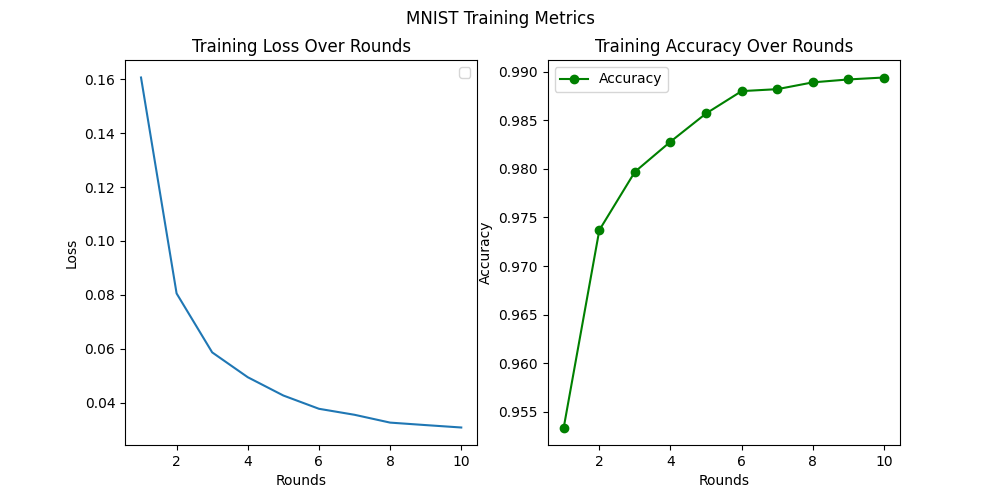 MNIST Training Metrics
Training Loss Over Rounds
0.16
0.14
0.12
0.10
0.08
0.06
0.04
Loss
2 4 6 8 10
Rounds
Training Accuracy Over Rounds
Accuracy
0.990
0.985
0.980
0.975
0.970
0.965
0.960
0.955
Accuracy
2 4 6 8 10
Rounds